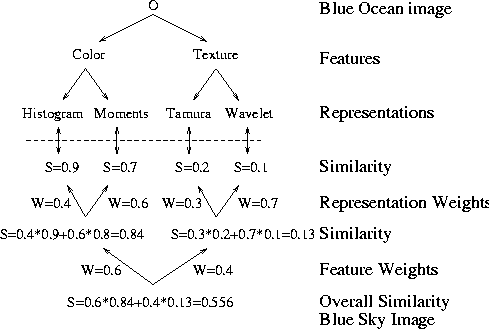 O Blue Ocean image
Color Texture Features
Histogram Moments Tamura Wavelet Representations
S=0.9 S=0.7 S=0.2 S=0.1 Similarity
W=0.4 W=0.6 W=0.3 W=0.7 Representation Weights
S=0.4*0.9+0.6*0.8=0.84 S=0.3*0.2+0.7*0.1=0.13 Similarity
W=0.6 W=0.4 Feature Weights
S=0.6*0.84+0.4*0.13=0.556 Overall Similarity
Blue Sky Image